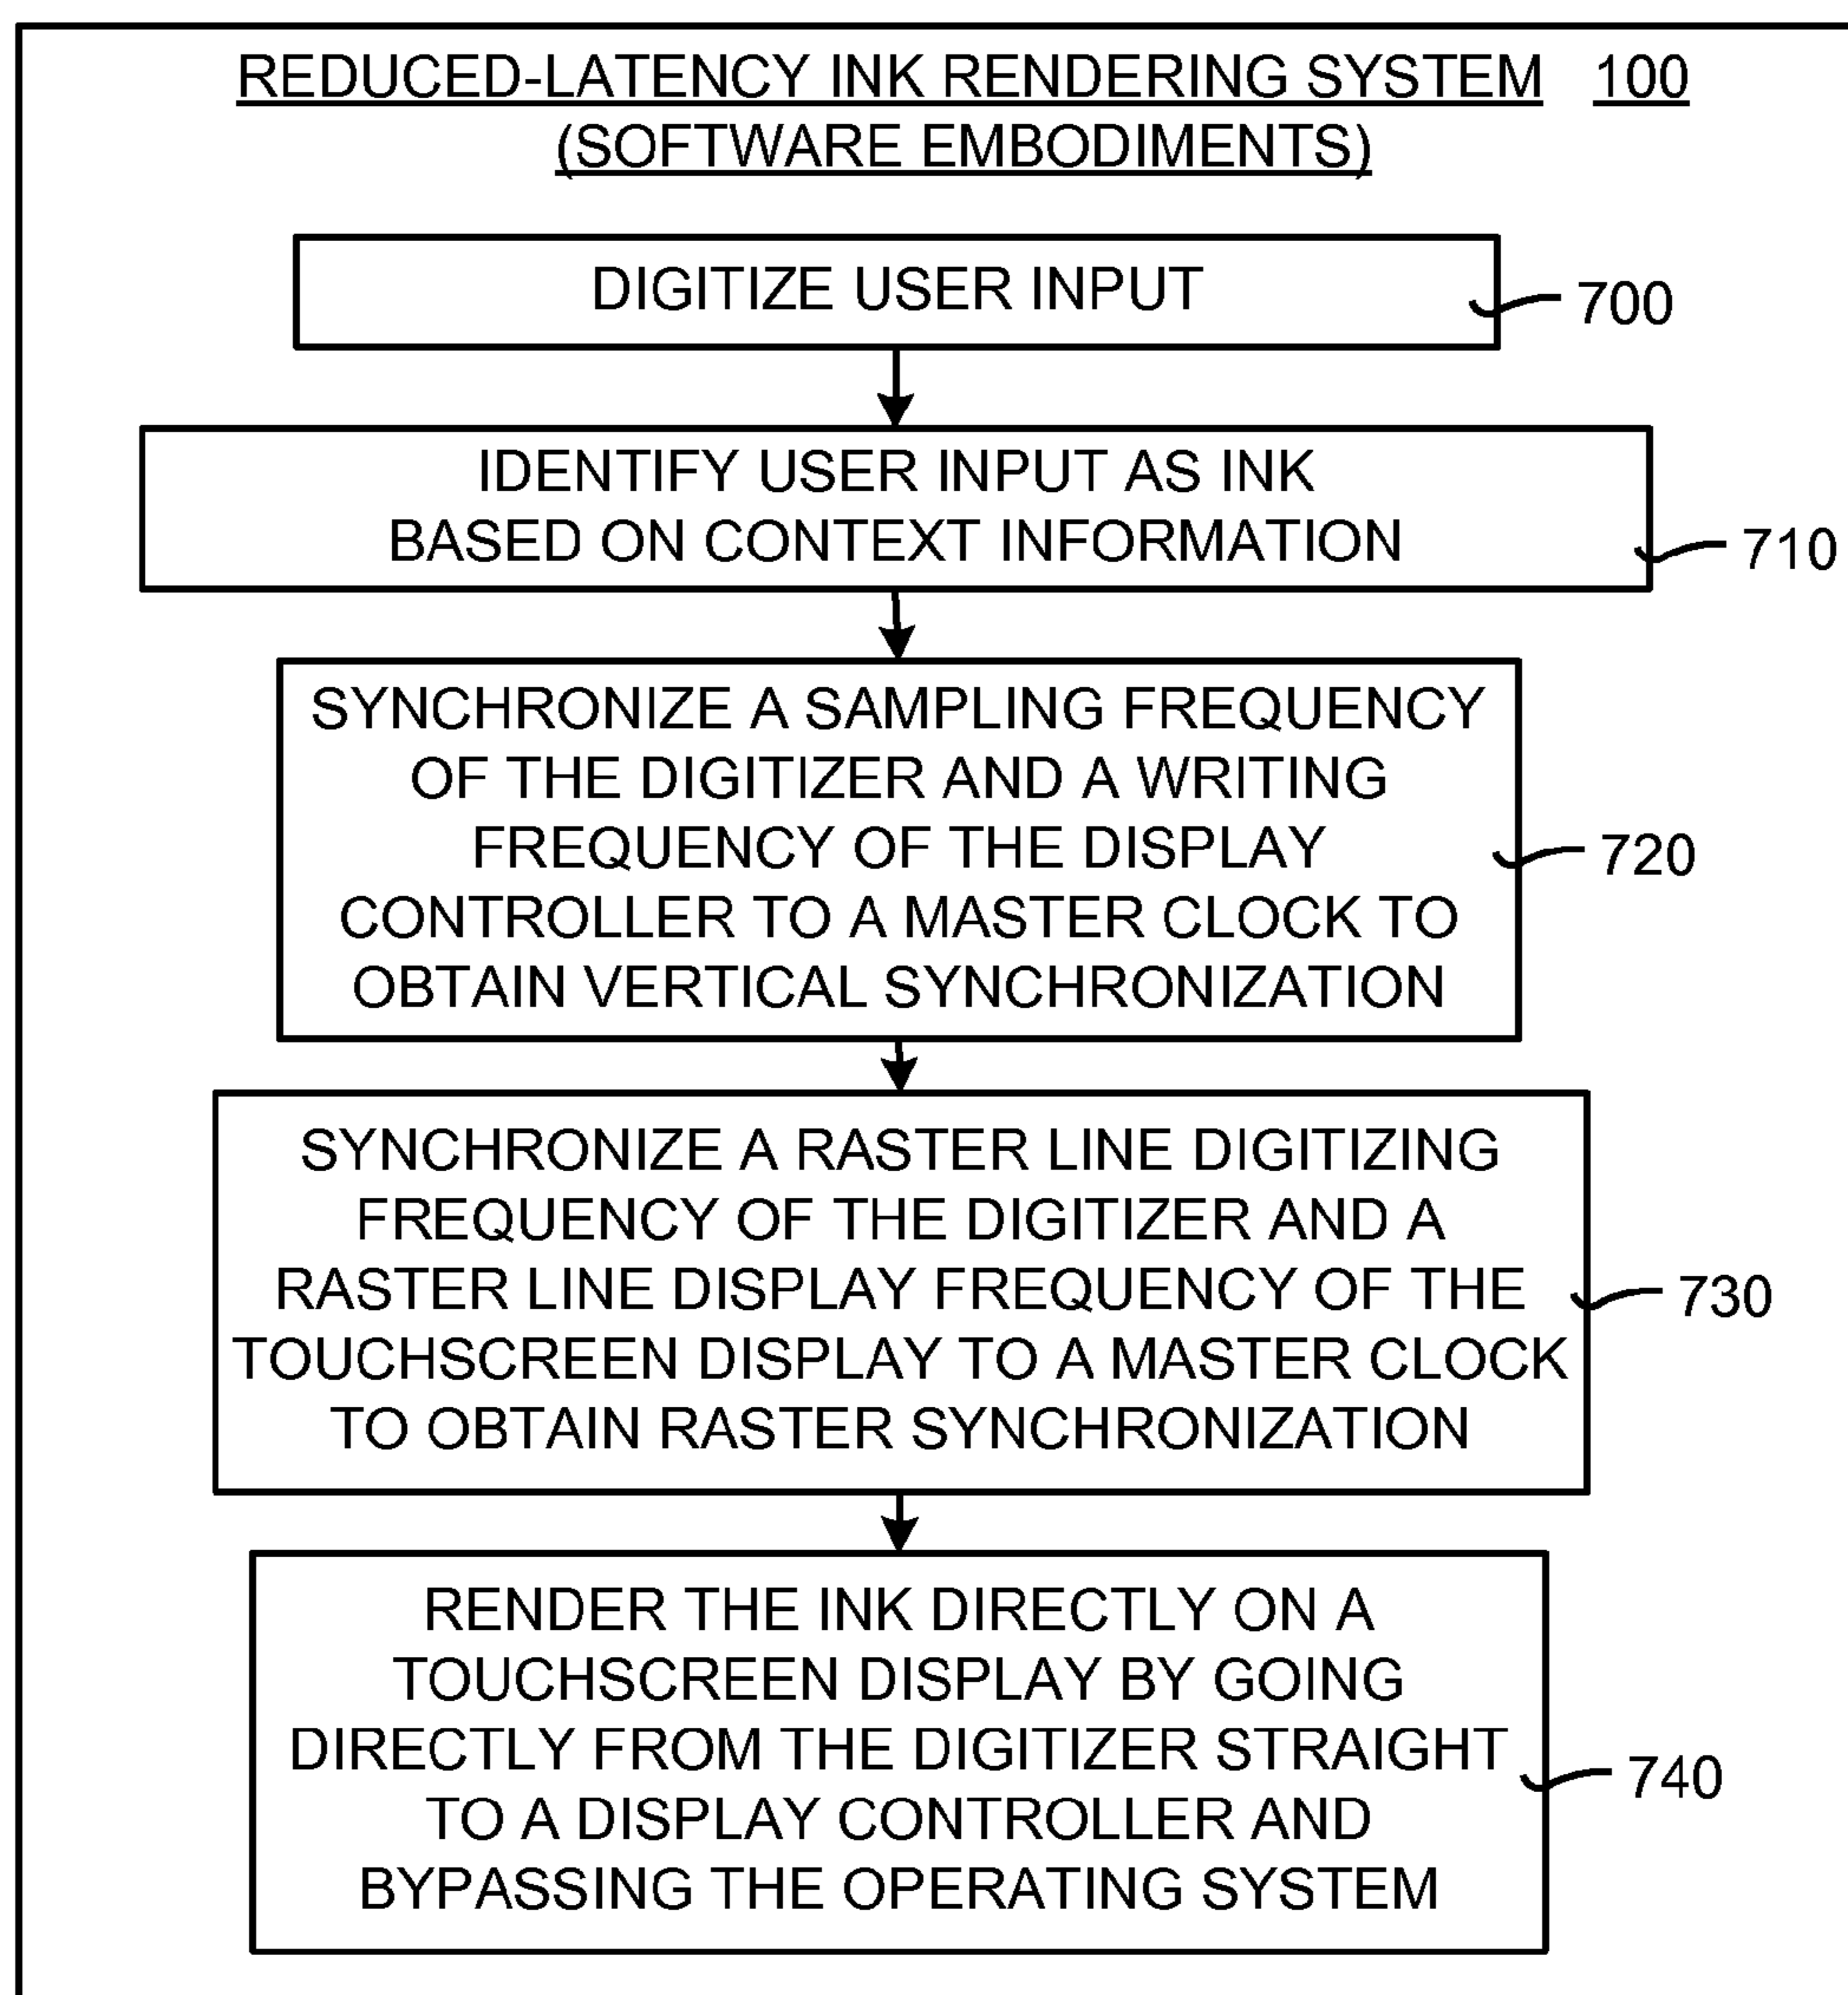 REDUCED-LATENCY INK RENDERING SYSTEM 100
(SOFTWARE EMBODIMENTS)
DIGITIZE USER INPUT
700
IDENTIFY USER INPUT AS INK
BASED ON CONTEXT INFORMATION
710
SYNCHRONIZE A SAMPLING FREQUENCY
OF THE DIGITIZER AND A WRITING
FREQUENCY OF THE DISPLAY
CONTROLLER TO A MASTER CLOCK TO
OBTAIN VERTICAL SYNCHRONIZATION
720
SYNCHRONIZE A RASTER LINE DIGITIZING
FREQUENCY OF THE DIGITIZER AND A
RASTER LINE DISPLAY FREQUENCY OF THE
TOUCHSCREEN DISPLAY TO A MASTER CLOCK
TO OBTAIN RASTER SYNCHRONIZATION
730
RENDER THE INK DIRECTLY ON A
TOUCHSCREEN DISPLAY BY GOING
DIRECTLY FROM THE DIGITIZER STRAIGHT
TO A DISPLAY CONTROLLER AND
BYPASSING THE OPERATING SYSTEM
740